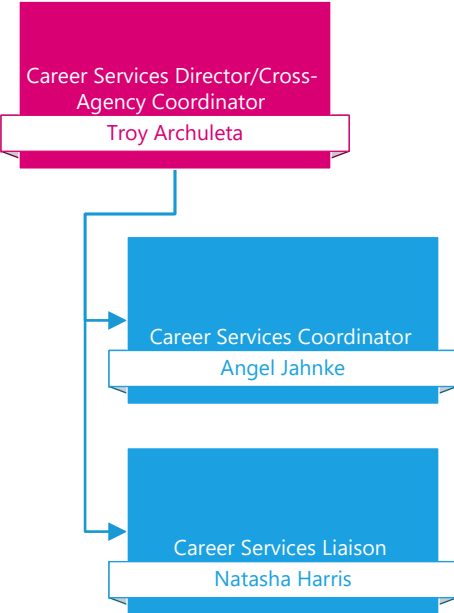 Career Services Director/Cross-
Agency Coordinator
Troy Archuleta
Career Services Coordinator
Angel Jahnke
Career Services Liaison
Natasha Harris